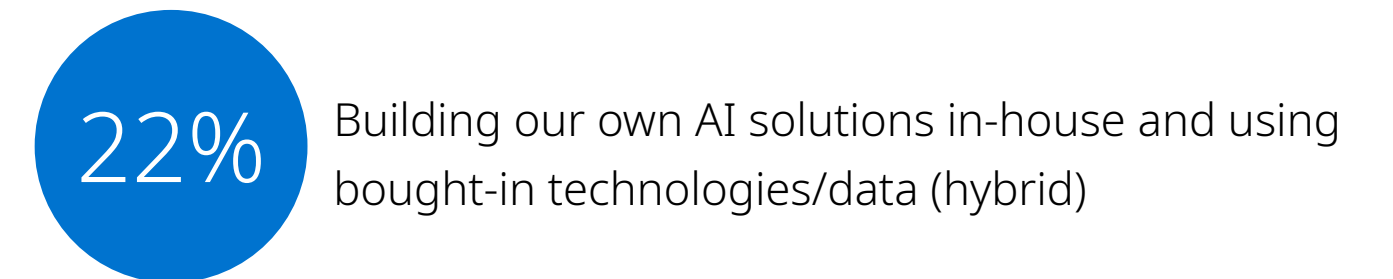 22%
Building our own AI solutions in-house and using
bought-in technologies/data (hybrid)